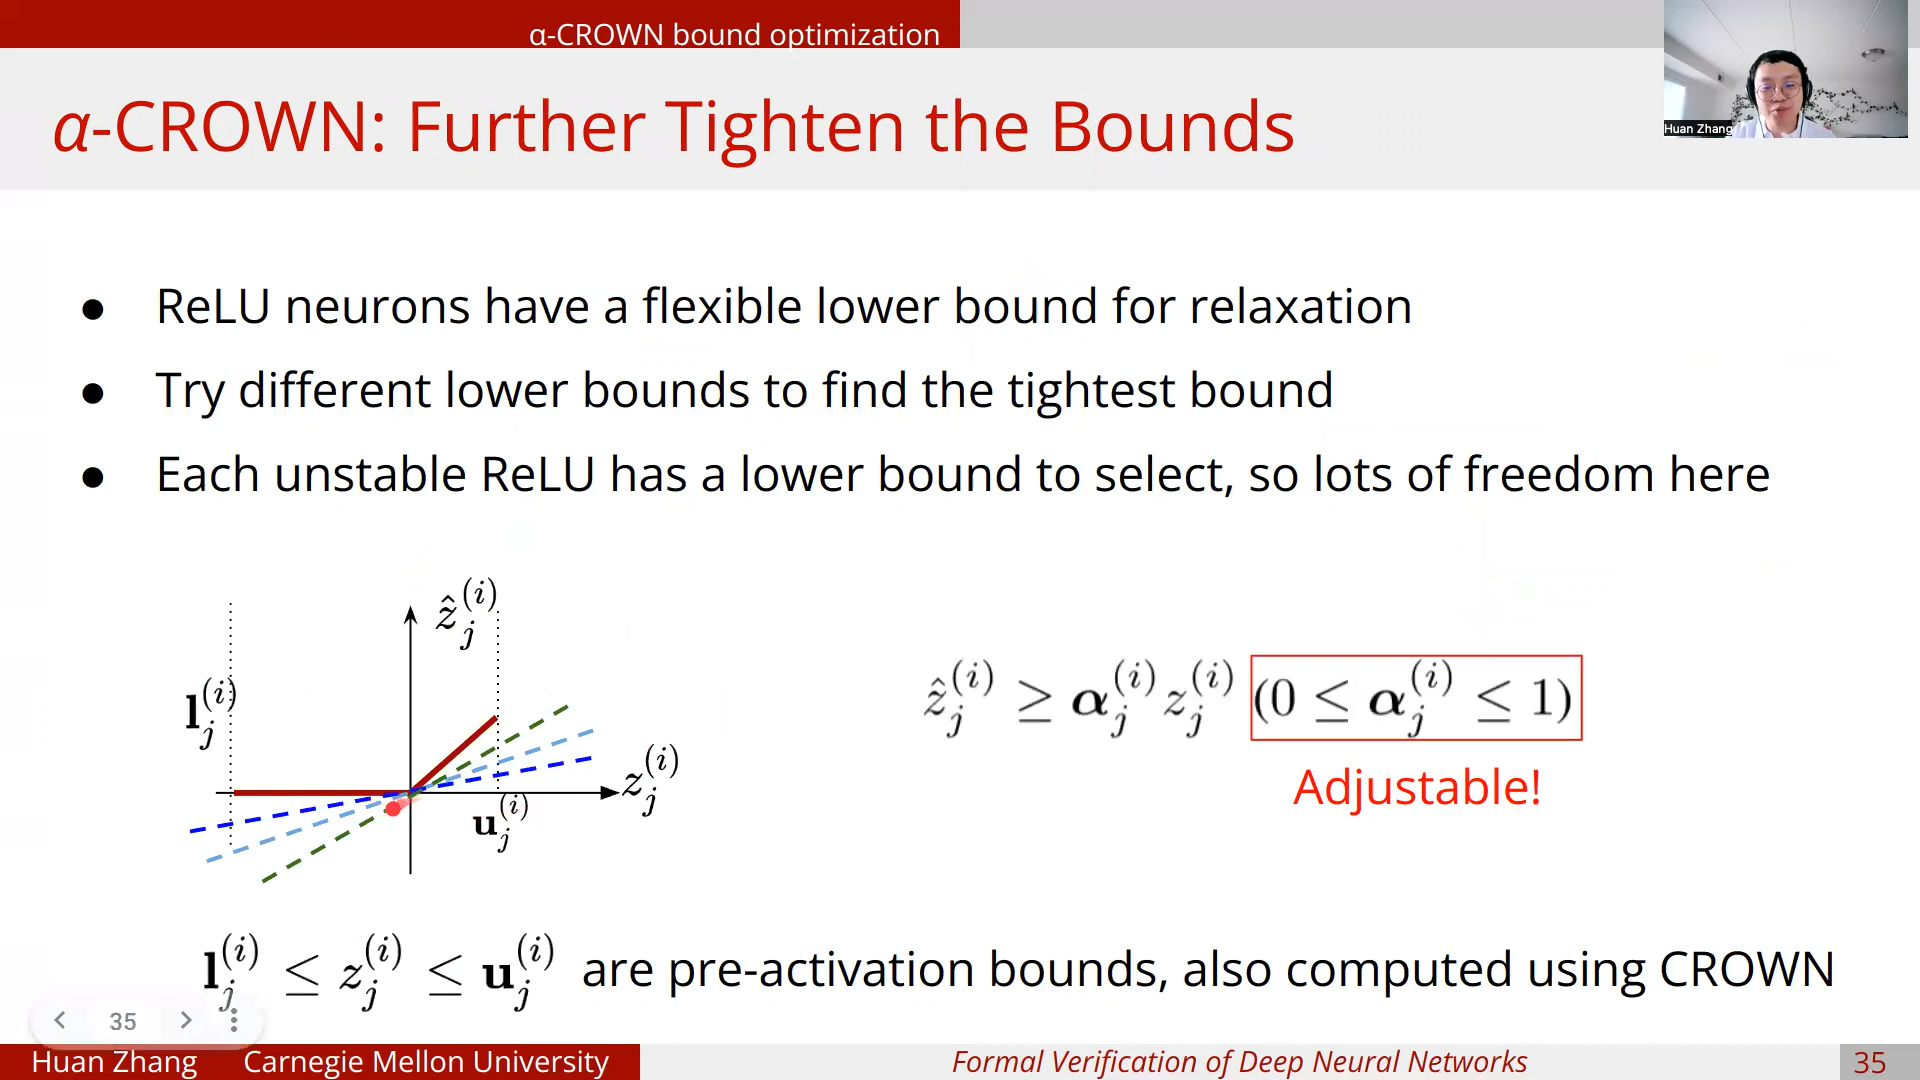 α-CROWN bound optimization
α-CROWN: Further Tighten the Bounds
Huan Zhang
● ReLU neurons have a flexible lower bound for relaxation
● Try different lower bounds to find the tightest bound
● Each unstable ReLU has a lower bound to select, so lots of freedom here
ẑ_j^(i)
l_j^(i)
z_j^(i)
u_j^(i)
ẑ_j^(i) ≥ α_j^(i) z_j^(i) (0 ≤ α_j^(i) ≤ 1)
Adjustable!
l_j^(i) ≤ z_j^(i) ≤ u_j^(i) are pre-activation bounds, also computed using CROWN
35
Huan Zhang Carnegie Mellon University Formal Verification of Deep Neural Networks 35